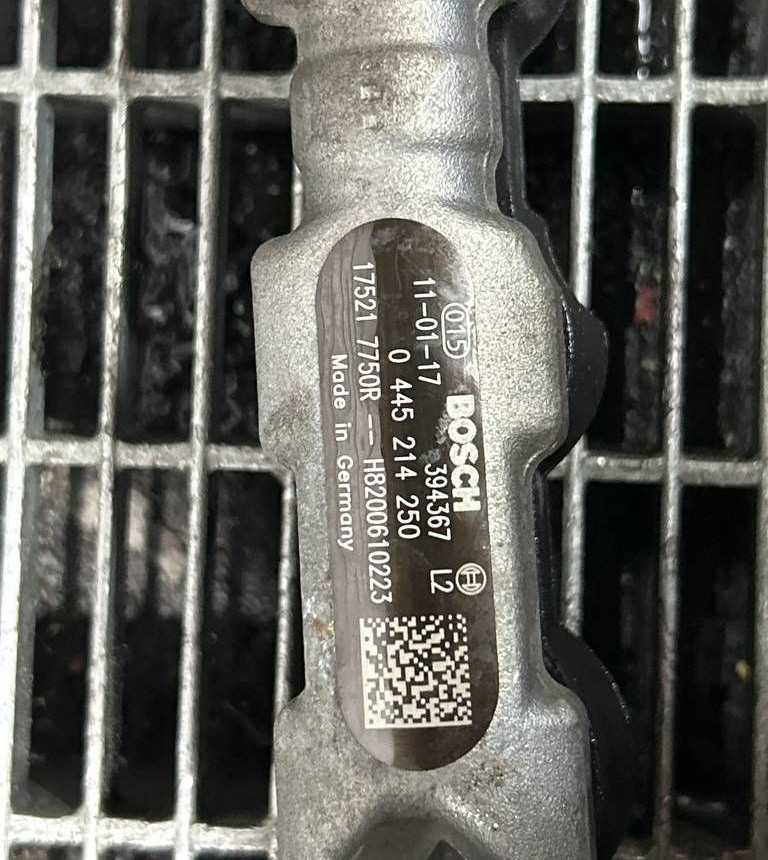 015 BOSCH
11-01-17 394367 L2
0 445 214 250
17521 7750R -- H8200610223
Made in Germany